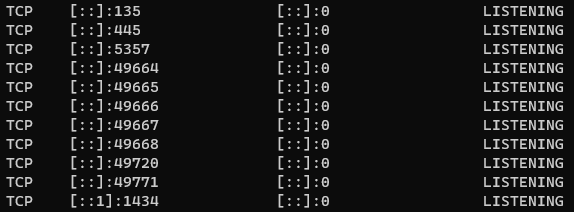 TCP    [::]:135               [::]:0                 LISTENING
TCP    [::]:445               [::]:0                 LISTENING
TCP    [::]:5357              [::]:0                 LISTENING
TCP    [::]:49664             [::]:0                 LISTENING
TCP    [::]:49665             [::]:0                 LISTENING
TCP    [::]:49666             [::]:0                 LISTENING
TCP    [::]:49667             [::]:0                 LISTENING
TCP    [::]:49668             [::]:0                 LISTENING
TCP    [::]:49720             [::]:0                 LISTENING
TCP    [::]:49771             [::]:0                 LISTENING
TCP    [::1]:1434             [::]:0                 LISTENING